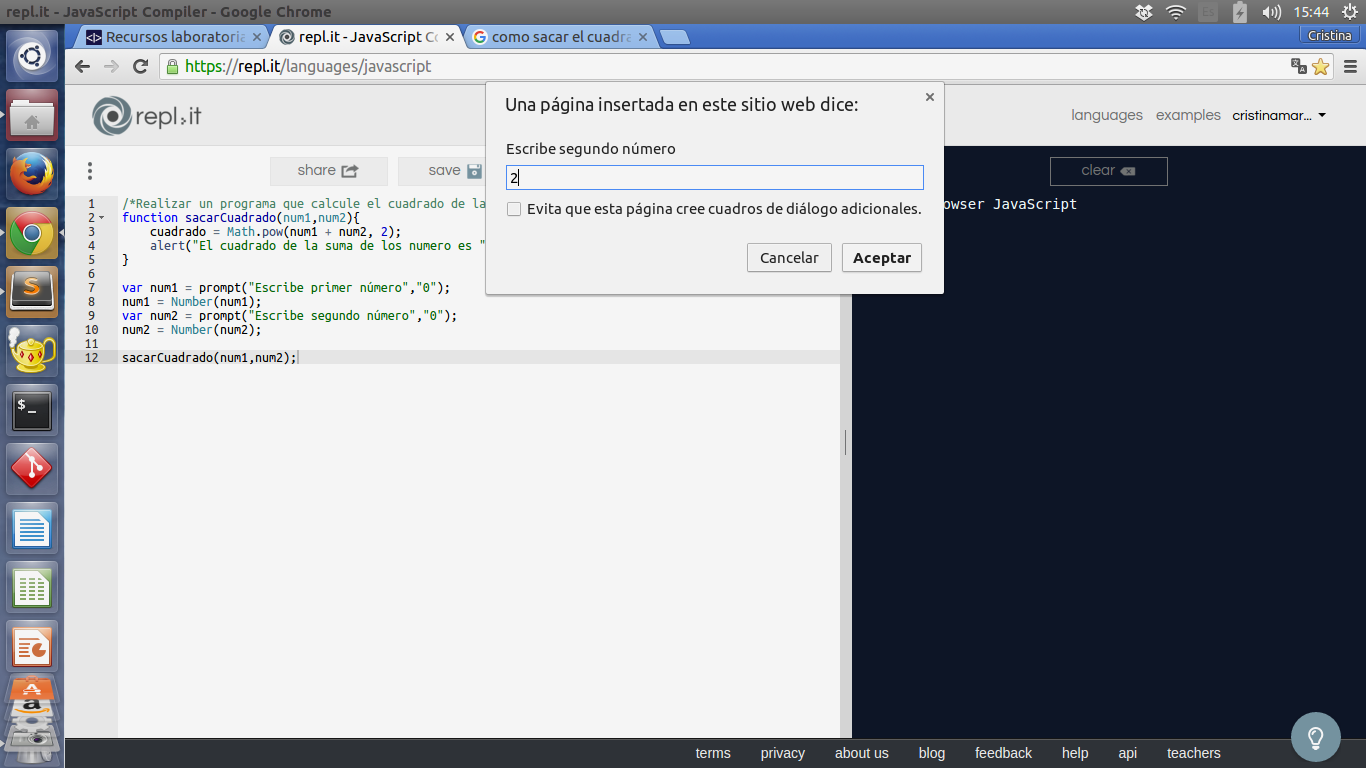 repl.it - JavaScript Compiler - Google Chrome
Es
15:44
Recursos laboratoria
repl.it - JavaScript Co
como sacar el cuadra
Cristina
https://repl.it/languages/javascript
repl.it
languages
examples
cristinamar...
share
save
clear
Una página insertada en este sitio web dice:
Escribe segundo número
2
Evita que esta página cree cuadros de diálogo adicionales.
Cancelar
Aceptar
owser JavaScript
1 /*Realizar un programa que calcule el cuadrado de la
2 function sacarCuadrado(num1,num2){
3 cuadrado = Math.pow(num1 + num2, 2);
4 alert("El cuadrado de la suma de los numero es "
5 }
6
7 var num1 = prompt("Escribe primer número","0");
8 num1 = Number(num1);
9 var num2 = prompt("Escribe segundo número","0");
10 num2 = Number(num2);
11
12 sacarCuadrado(num1,num2);
terms
privacy
about us
blog
feedback
help
api
teachers